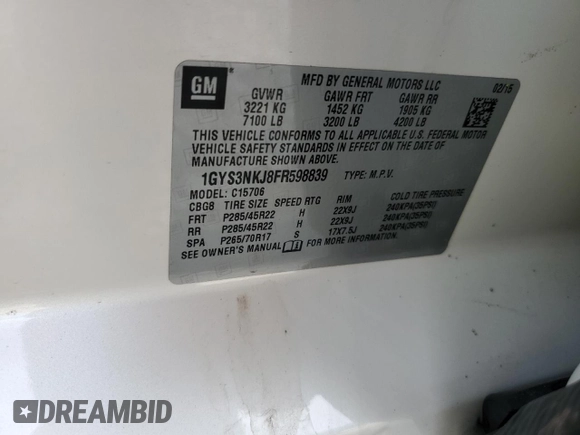 GM
MFD BY GENERAL MOTORS LLC 02/15
GVWR GAWR FRT GAWR RR
3221 KG 1452 KG 1905 KG
7100 LB 3200 LB 4200 LB
THIS VEHICLE CONFORMS TO ALL APPLICABLE U.S. FEDERAL MOTOR
VEHICLE SAFETY STANDARDS IN EFFECT ON THE DATE OF
MANUFACTURE SHOWN ABOVE.
1GYS3NKJ8FR598839 TYPE: M.P.V.
MODEL: C15706
CBG8 TIRE SIZE SPEED RTG RIM COLD TIRE PRESSURE
FRT P285/45R22 H 22X9J 240KPA(35PSI)
RR P285/45R22 H 22X9J 240KPA(35PSI)
SPA P265/70R17 S 17X7.5J 240KPA(35PSI)
SEE OWNER'S MANUAL FOR MORE INFORMATION.
DREAMBID